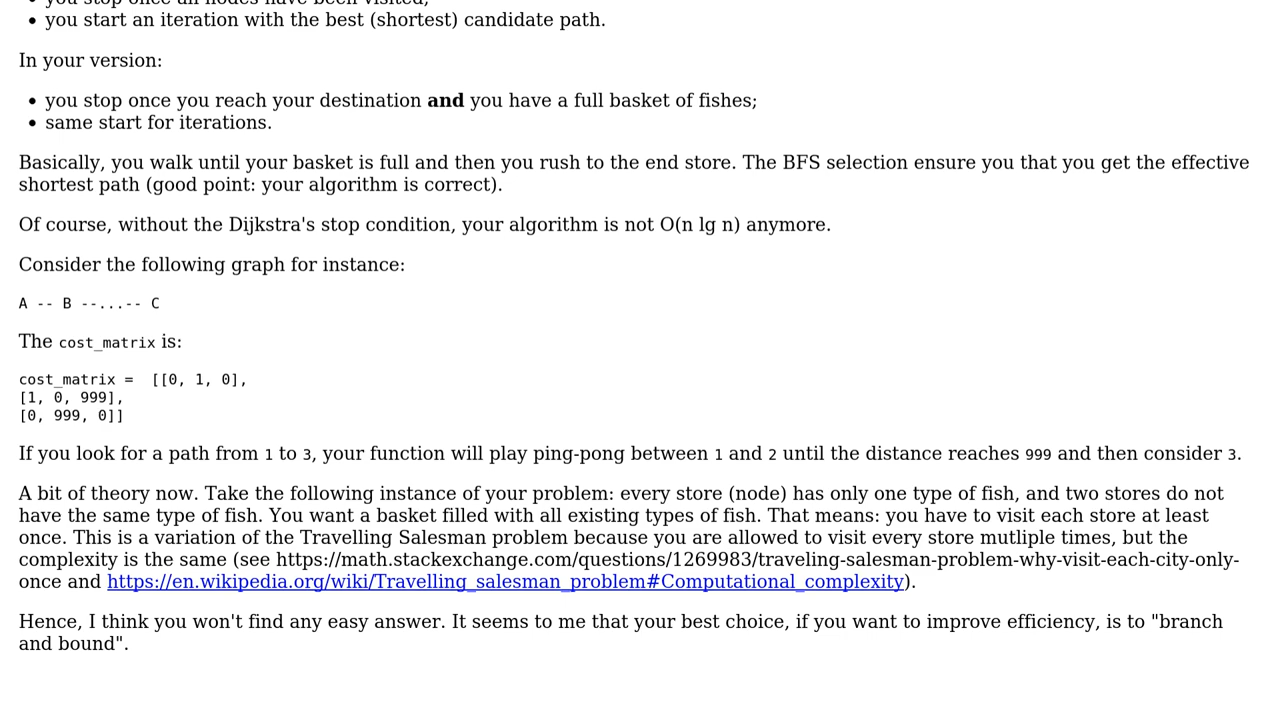 you stop once all nodes have been visited;
you start an iteration with the best (shortest) candidate path.
In your version:
you stop once you reach your destination and you have a full basket of fishes;
same start for iterations.
Basically, you walk until your basket is full and then you rush to the end store. The BFS selection ensure you that you get the effective
shortest path (good point: your algorithm is correct).
Of course, without the Dijkstra's stop condition, your algorithm is not O(n lg n) anymore.
Consider the following graph for instance:
A -- B --...-- C
The cost_matrix is:
cost_matrix =  [[0, 1, 0],
[1, 0, 999],
[0, 999, 0]]
If you look for a path from 1 to 3, your function will play ping-pong between 1 and 2 until the distance reaches 999 and then consider 3.
A bit of theory now. Take the following instance of your problem: every store (node) has only one type of fish, and two stores do not
have the same type of fish. You want a basket filled with all existing types of fish. That means: you have to visit each store at least
once. This is a variation of the Travelling Salesman problem because you are allowed to visit every store mutliple times, but the
complexity is the same (see https://math.stackexchange.com/questions/1269983/traveling-salesman-problem-why-visit-each-city-only-
once and https://en.wikipedia.org/wiki/Travelling_salesman_problem#Computational_complexity).
Hence, I think you won't find any easy answer. It seems to me that your best choice, if you want to improve efficiency, is to "branch
and bound".